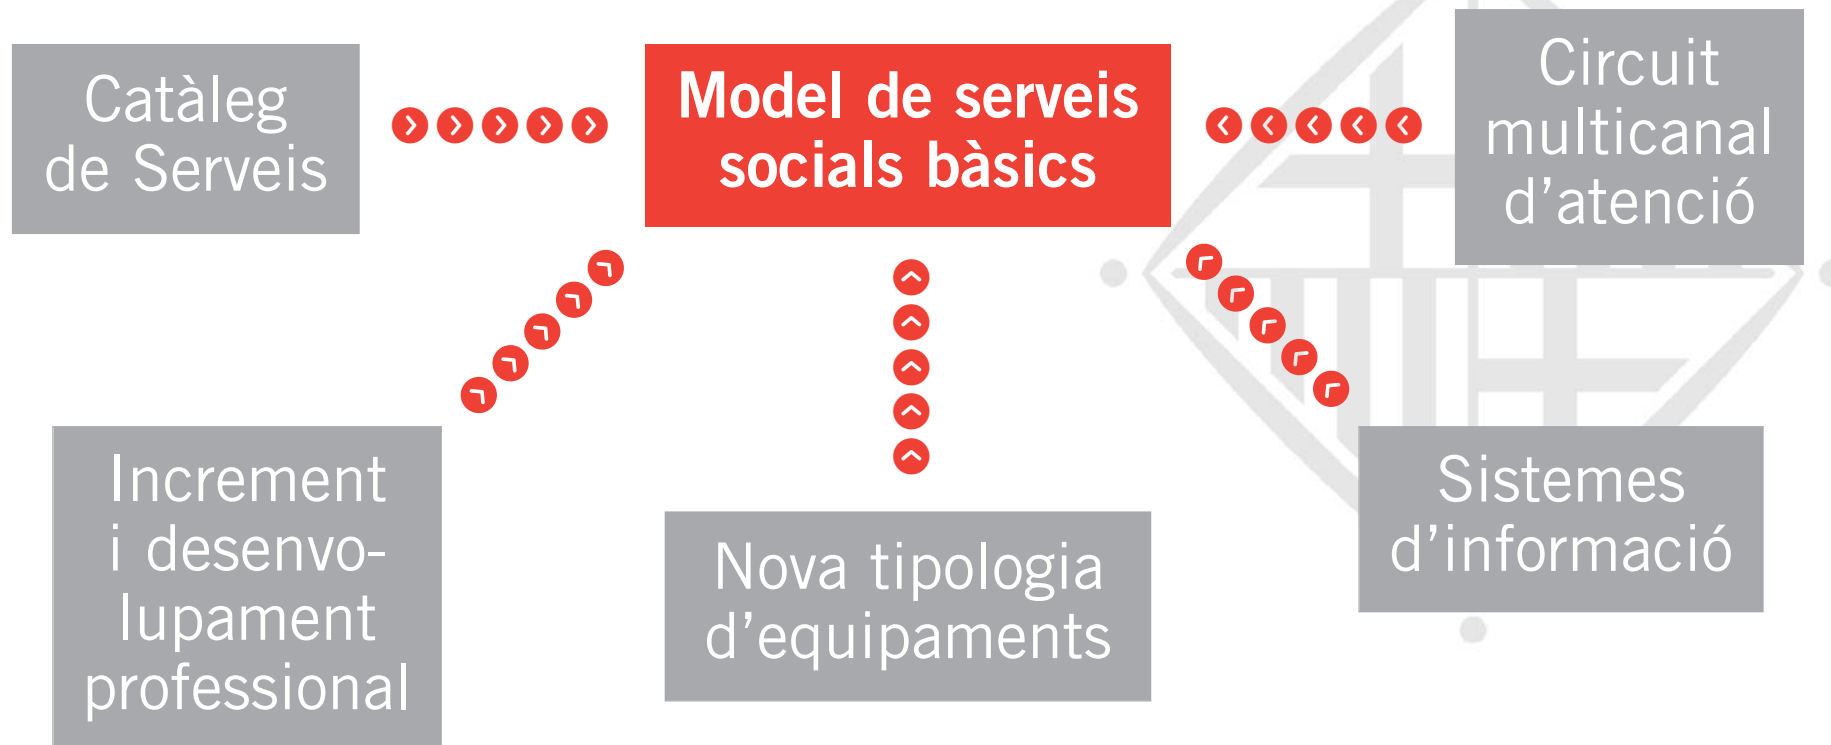 Catàleg
de Serveis
Model de serveis
socials bàsics
Circuit
multicanal
d’atenció
Increment
i desenvo-
lupament
professional
Nova tipologia
d’equipaments
Sistemes
d’informació